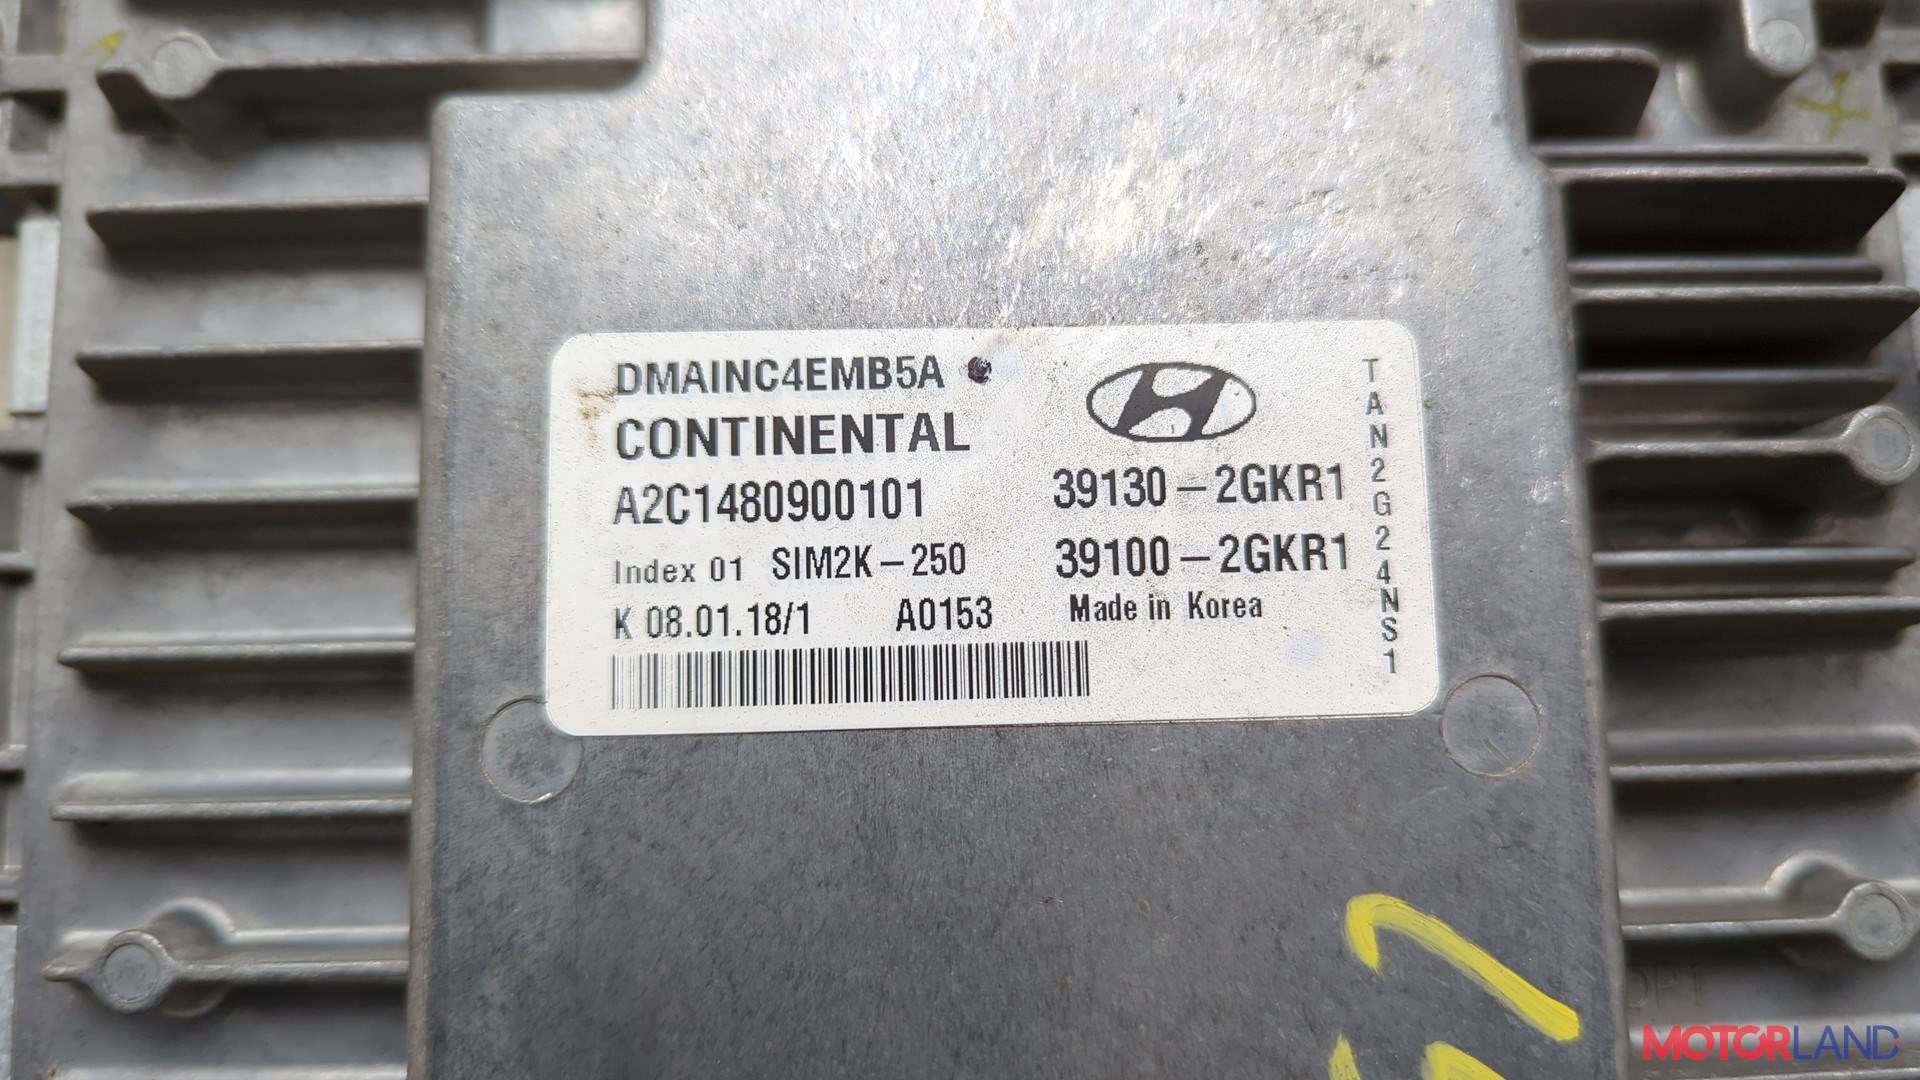 DMAINC4EMB5A
CONTINENTAL
A2C1480900101
39130-2GKR1
Index 01 SIM2K-250
39100-2GKR1
K 08.01.18/1 A0153 Made in Korea
TAN2G24NS1
MOTORLAND